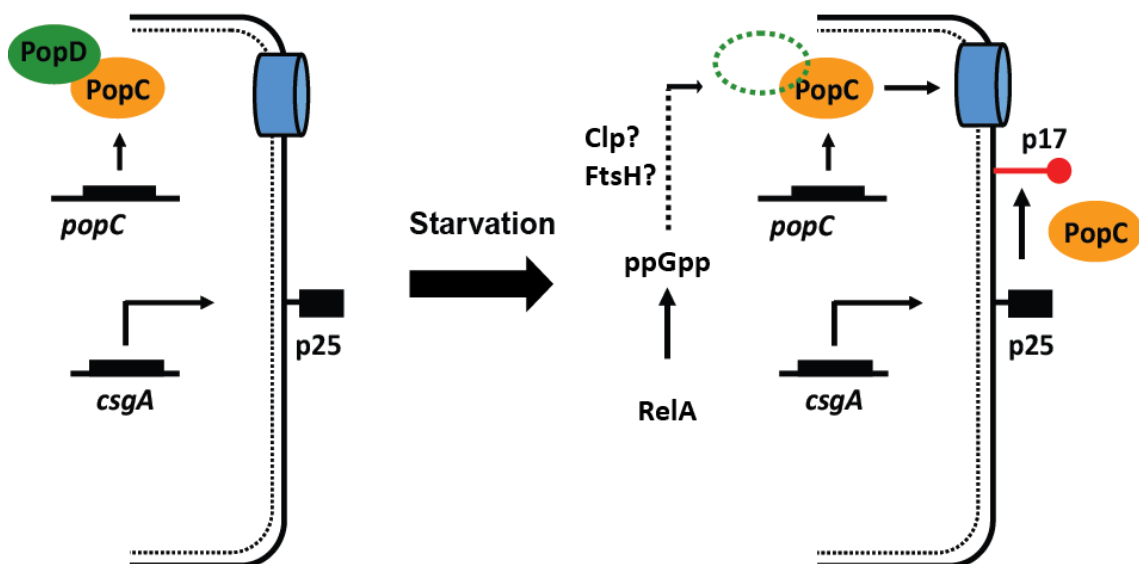 PopD
PopC
popC
csgA
p25
Starvation
Clp?
FtsH?
ppGpp
RelA
PopC
popC
csgA
p17
PopC
p25